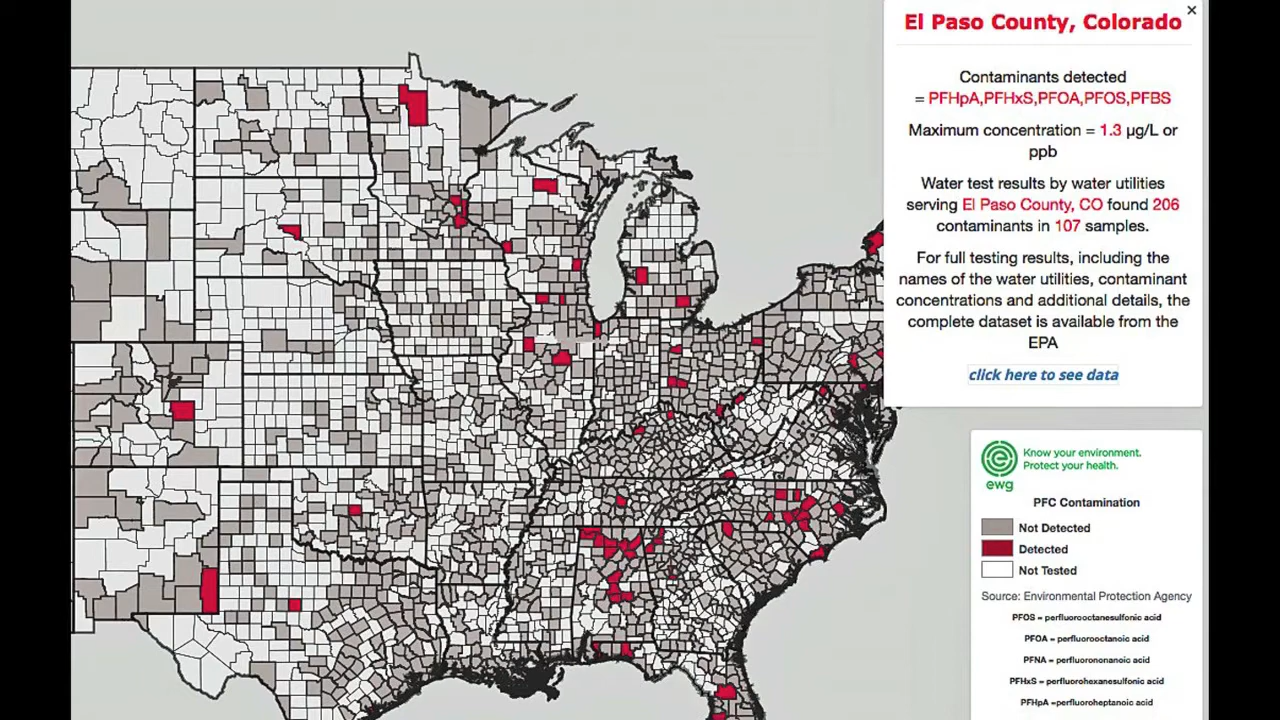 ×
El Paso County, Colorado
Contaminants detected
= PFHpA,PFHxS,PFOA,PFOS,PFBS
Maximum concentration = 1.3 µg/L or
ppb
Water test results by water utilities
serving El Paso County, CO found 206
contaminants in 107 samples.
For full testing results, including the
names of the water utilities, contaminant
concentrations and additional details, the
complete dataset is available from the
EPA
click here to see data
Know your environment.
Protect your health.
ewg
PFC Contamination
Not Detected
Detected
Not Tested
Source: Environmental Protection Agency
PFOS = perfluorooctanesulfonic acid
PFOA = perfluorooctanoic acid
PFNA = perfluorononanoic acid
PFHxS = perfluorohexanesulfonic acid
PFHpA =perfluoroheptanoic acid